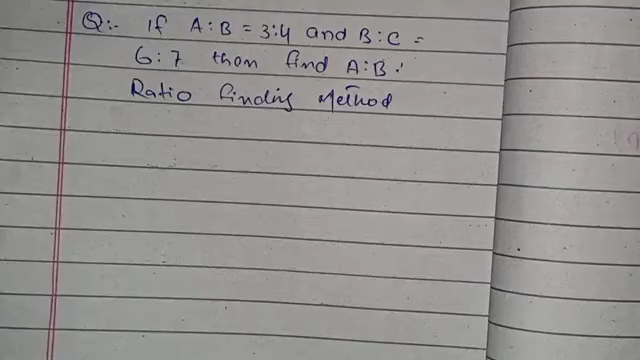 Q:- If A:B = 3:4 and B:C =
6:7 then find A:B:
Ratio finding Method